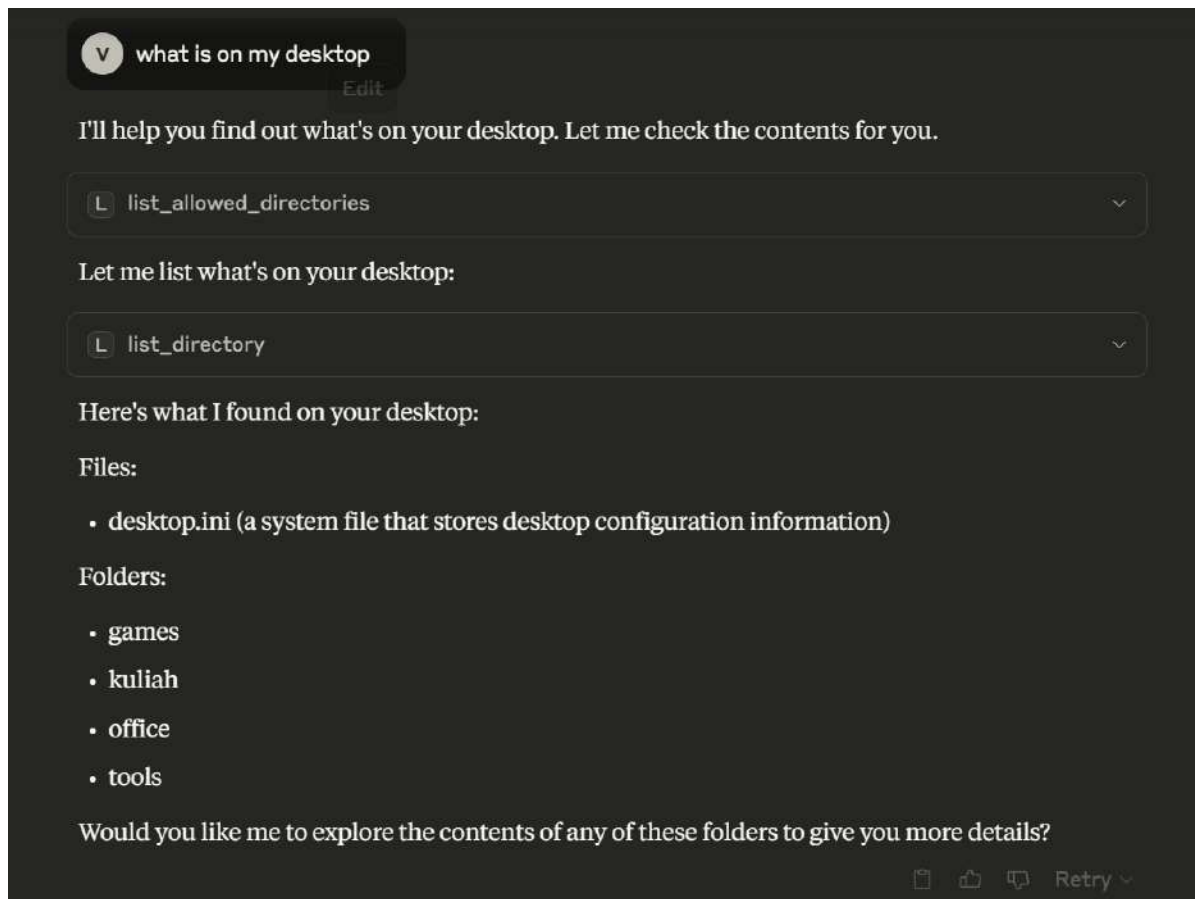 V what is on my desktop
Edit
I'll help you find out what's on your desktop. Let me check the contents for you.
L list_allowed_directories
Let me list what's on your desktop:
L list_directory
Here's what I found on your desktop:
Files:
• desktop.ini (a system file that stores desktop configuration information)
Folders:
• games
• kuliah
• office
• tools
Would you like me to explore the contents of any of these folders to give you more details?
Retry